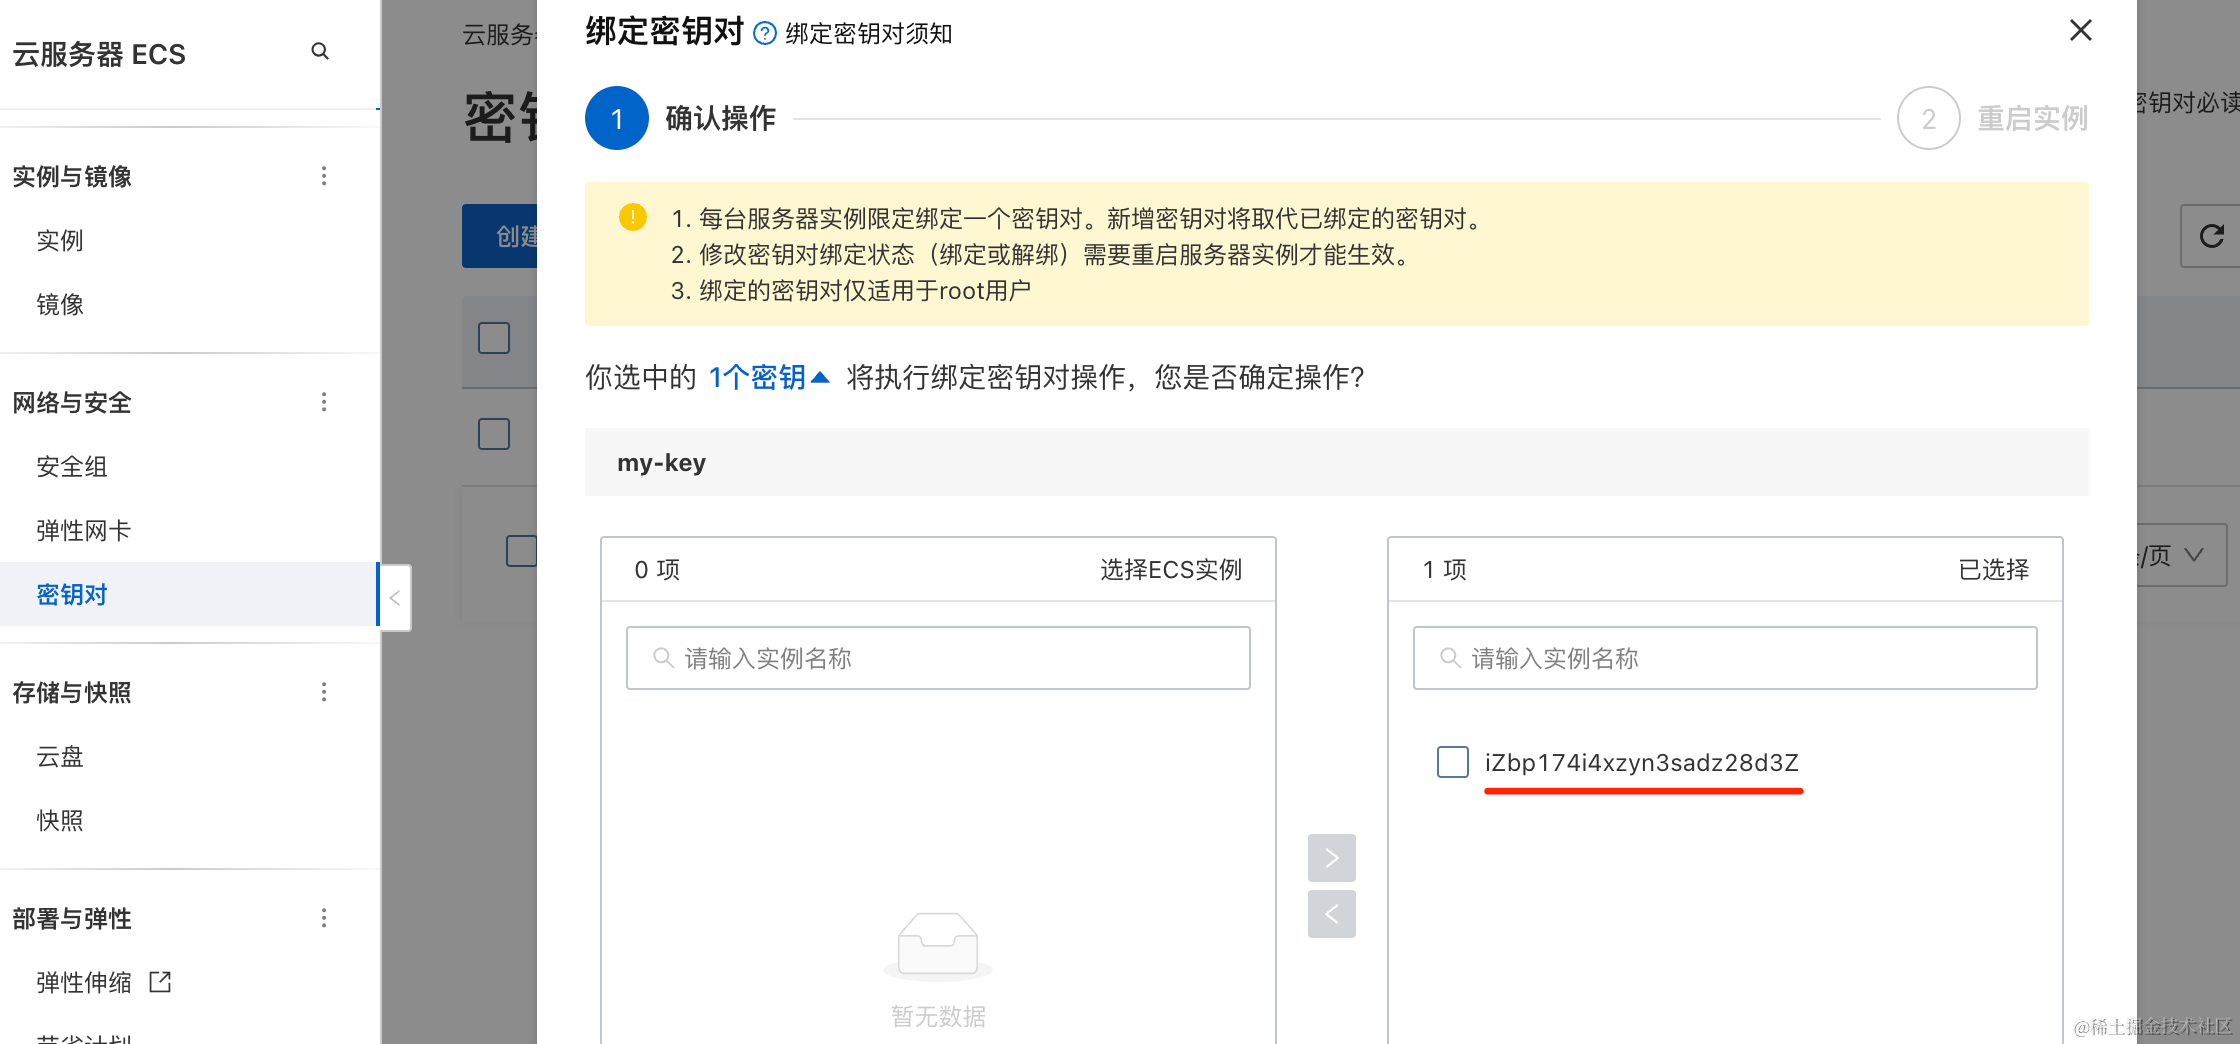 云服务器 ECS
实例与镜像
实例
镜像
网络与安全
安全组
弹性网卡
密钥对
存储与快照
云盘
快照
部署与弹性
弹性伸缩
云服务
密钥
创建
密钥对必读
/页
绑定密钥对 ? 绑定密钥对须知
1 确认操作
2 重启实例
1. 每台服务器实例限定绑定一个密钥对。新增密钥对将取代已绑定的密钥对。
2. 修改密钥对绑定状态（绑定或解绑）需要重启服务器实例才能生效。
3. 绑定的密钥对仅适用于root用户
你选中的 1个密钥 将执行绑定密钥对操作，您是否确定操作?
my-key
0 项 选择ECS实例
请输入实例名称
暂无数据
1 项 已选择
请输入实例名称
iZbp174i4xzyn3sadz28d3Z
@稀土掘金技术社区